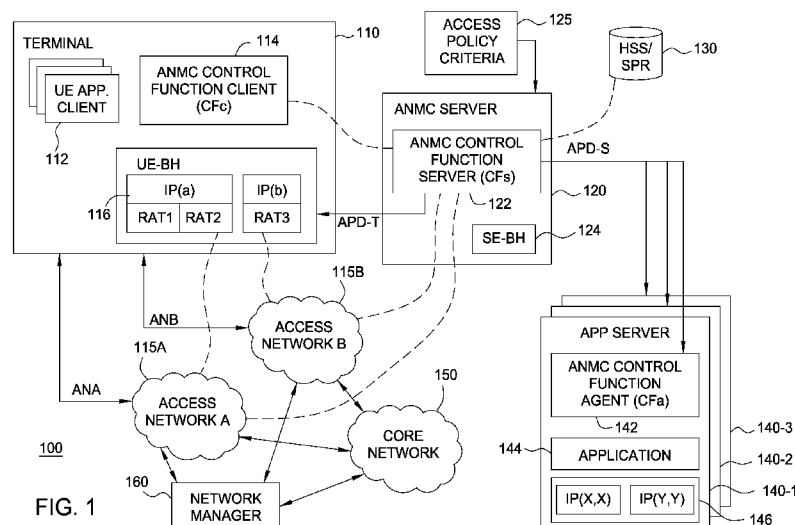 TERMINAL
110
UE APP.
CLIENT
112
114
ANMC CONTROL
FUNCTION CLIENT
(CFc)
UE-BH
116
IP(a)
RAT1
RAT2
IP(b)
RAT3
ACCESS
POLICY
CRITERIA
125
HSS/
SPR
130
ANMC SERVER
ANMC CONTROL
FUNCTION
SERVER (CFs)
122
SE-BH
124
120
APD-S
APD-T
ANA
ANB
115A
ACCESS
NETWORK A
115B
ACCESS
NETWORK B
150
CORE
NETWORK
160
NETWORK
MANAGER
APP SERVER
ANMC CONTROL
FUNCTION
AGENT (CFa)
142
144
APPLICATION
IP(X,X)
IP(Y,Y)
146
140-3
140-2
140-1
100
FIG. 1